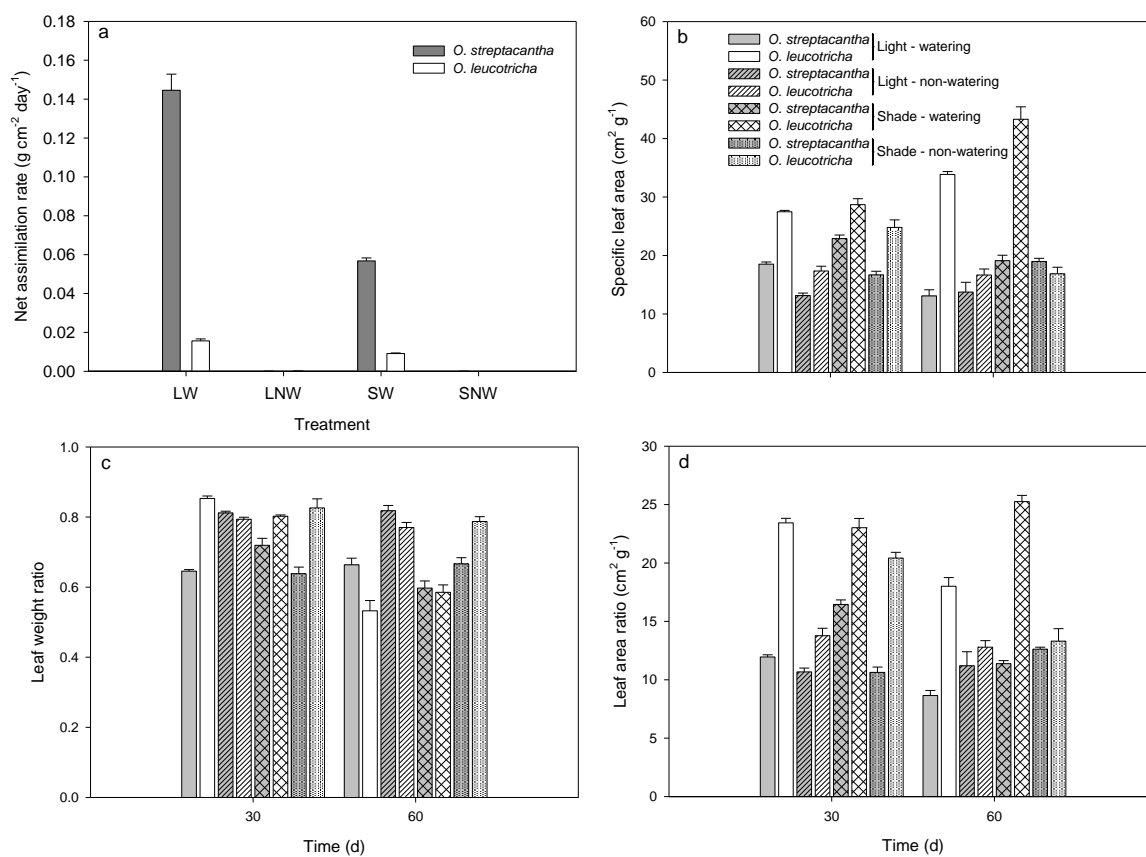 a
Net assimilation rate (g cm-2 day-1)
0.18
0.16
0.14
0.12
0.10
0.08
0.06
0.04
0.02
0.00
O. streptacantha
O. leucotricha
LW LNW SW SNW
Treatment
b
Specific leaf area (cm2 g-1)
60
50
40
30
20
10
0
O. streptacantha
O. leucotricha
Light - watering
O. streptacantha
O. leucotricha
Light - non-watering
O. streptacantha
O. leucotricha
Shade - watering
O. streptacantha
O. leucotricha
Shade - non-watering
c
Leaf weight ratio
1.0
0.8
0.6
0.4
0.2
0.0
30 60
Time (d)
d
Leaf area ratio (cm2 g-1)
30
25
20
15
10
5
0
30 60
Time (d)